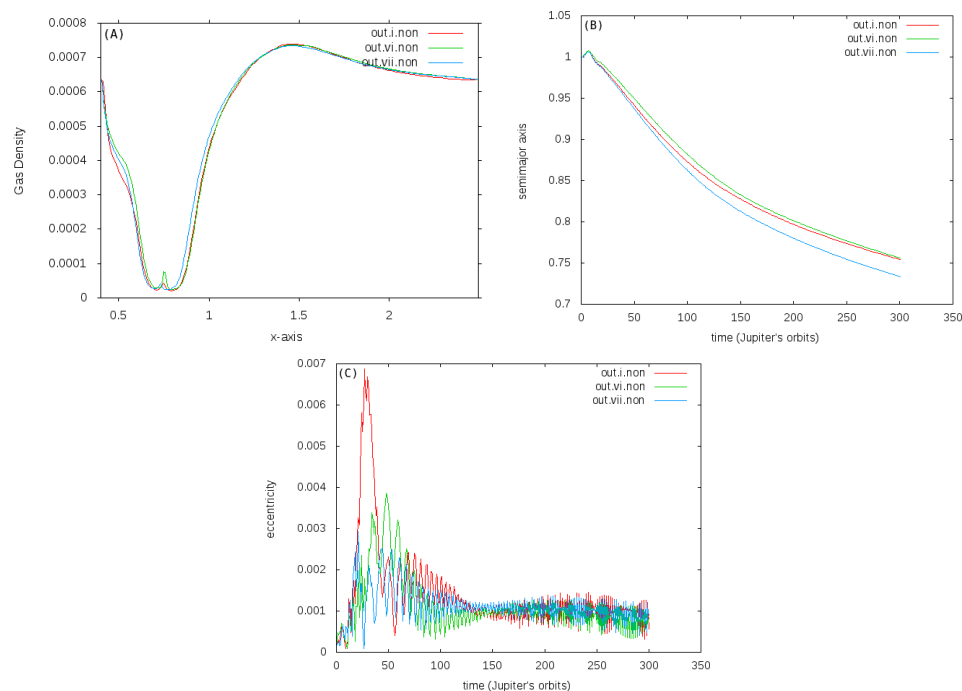 (A)
out.i.non
out.vi.non
out.vii.non
Gas Density
0.0008
0.0007
0.0006
0.0005
0.0004
0.0003
0.0002
0.0001
0
0.5 1 1.5 2
x-axis
(B)
out.i.non
out.vi.non
out.vii.non
semimajor axis
1.05
1
0.95
0.9
0.85
0.8
0.75
0.7
0 50 100 150 200 250 300 350
time (Jupiter's orbits)
(C)
out.i.non
out.vi.non
out.vii.non
eccentricity
0.007
0.006
0.005
0.004
0.003
0.002
0.001
0
0 50 100 150 200 250 300 350
time (Jupiter's orbits)